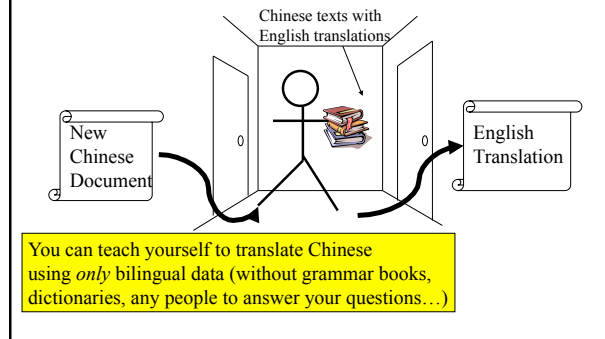 Chinese texts with
English translations
New
Chinese
Document
English
Translation
You can teach yourself to translate Chinese
using only bilingual data (without grammar books,
dictionaries, any people to answer your questions…)